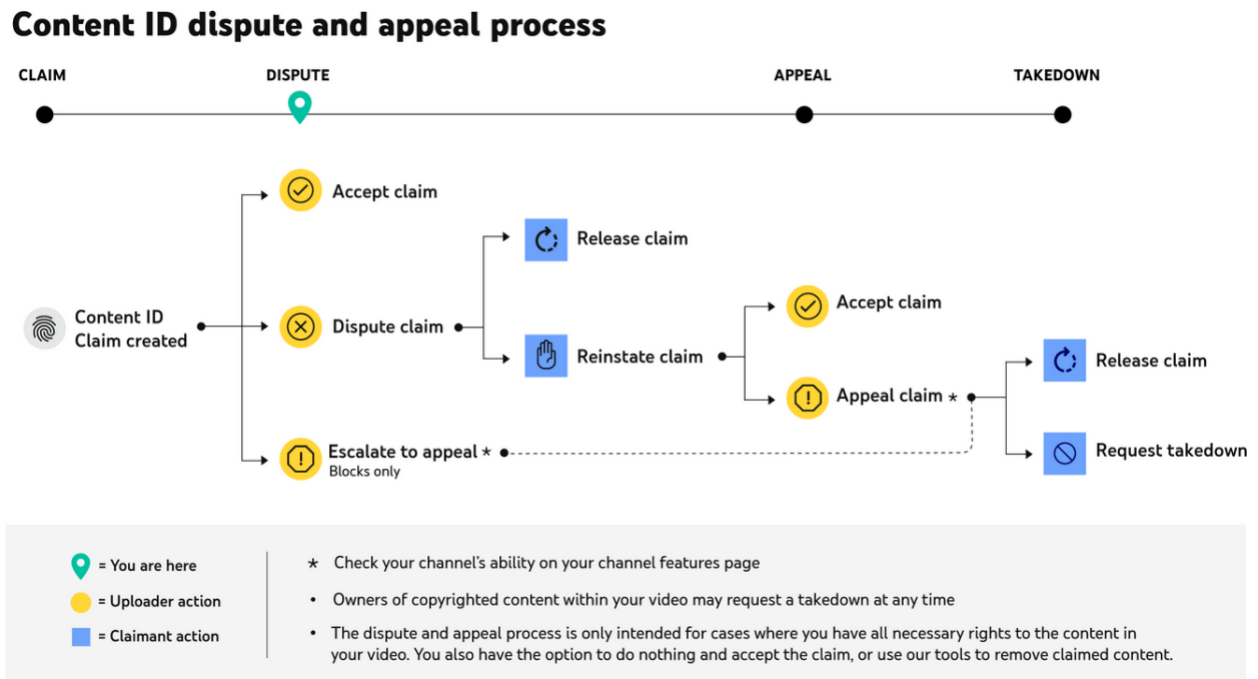 Content ID dispute and appeal process
CLAIM
DISPUTE
APPEAL
TAKEDOWN
Accept claim
Release claim
Content ID
Claim created
Dispute claim
Accept claim
Reinstate claim
Release claim
Appeal claim *
Escalate to appeal *
Blocks only
Request takedown
= You are here
= Uploader action
= Claimant action
* Check your channel's ability on your channel features page
• Owners of copyrighted content within your video may request a takedown at any time
• The dispute and appeal process is only intended for cases where you have all necessary rights to the content in
your video. You also have the option to do nothing and accept the claim, or use our tools to remove claimed content.